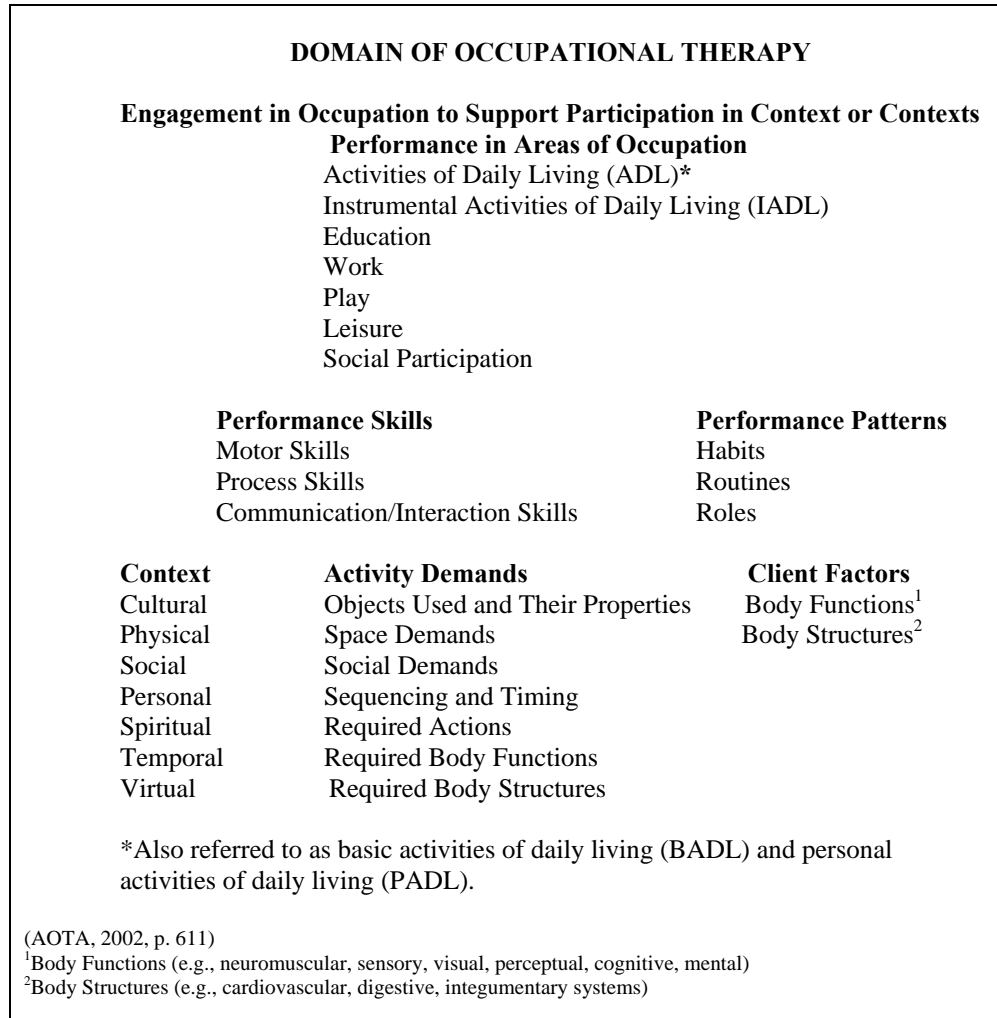 DOMAIN OF OCCUPATIONAL THERAPY
Engagement in Occupation to Support Participation in Context or Contexts
Performance in Areas of Occupation
Activities of Daily Living (ADL)*
Instrumental Activities of Daily Living (IADL)
Education
Work
Play
Leisure
Social Participation
Performance Skills
Motor Skills
Process Skills
Communication/Interaction Skills
Performance Patterns
Habits
Routines
Roles
Context
Cultural
Physical
Social
Personal
Spiritual
Temporal
Virtual
Activity Demands
Objects Used and Their Properties
Space Demands
Social Demands
Sequencing and Timing
Required Actions
Required Body Functions
Required Body Structures
Client Factors
Body Functions¹
Body Structures²
*Also referred to as basic activities of daily living (BADL) and personal
activities of daily living (PADL).
(AOTA, 2002, p. 611)
¹Body Functions (e.g., neuromuscular, sensory, visual, perceptual, cognitive, mental)
²Body Structures (e.g., cardiovascular, digestive, integumentary systems)